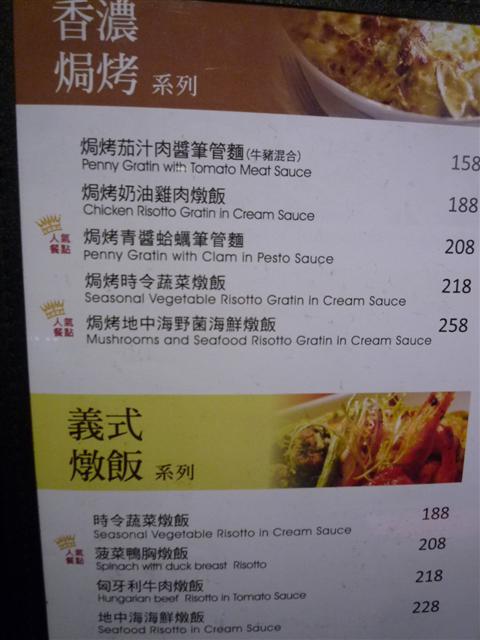 香濃
焗烤 系列
焗烤茄汁肉醬筆管麵(牛豬混合)
Penny Gratin with Tomato Meat Sauce
158
焗烤奶油雞肉燉飯
Chicken Risotto Gratin in Cream Sauce
188
人氣
餐點
焗烤青醬蛤蠣筆管麵
Penny Gratin with Clam in Pesto Sauce
208
焗烤時令蔬菜燉飯
Seasonal Vegetable Risotto Gratin in Cream Sauce
218
人氣
餐點
焗烤地中海野菌海鮮燉飯
Mushrooms and Seafood Risotto Gratin in Cream Sauce
258
義式
燉飯 系列
時令蔬菜燉飯
Seasonal Vegetable Risotto in Cream Sauce
188
人氣
餐點
菠菜鴨胸燉飯
Spinach with duck breast Risotto
208
匈牙利牛肉燉飯
Hungarian beef Risotto in Tomato Sauce
218
地中海海鮮燉飯
Seafood Risotto in Cream Sauce
228